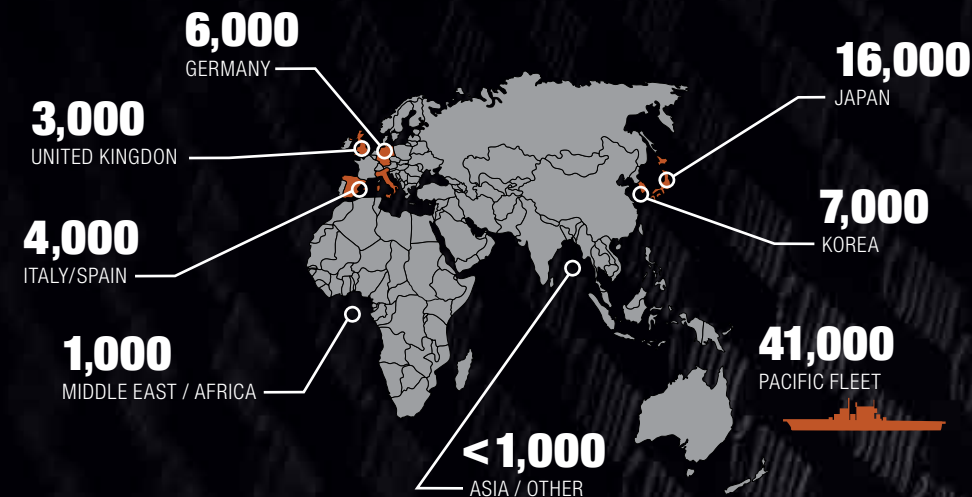 6,000
GERMANY
16,000
JAPAN
3,000
UNITED KINGDON
7,000
KOREA
4,000
ITALY/SPAIN
1,000
MIDDLE EAST / AFRICA
41,000
PACIFIC FLEET
<1,000
ASIA / OTHER